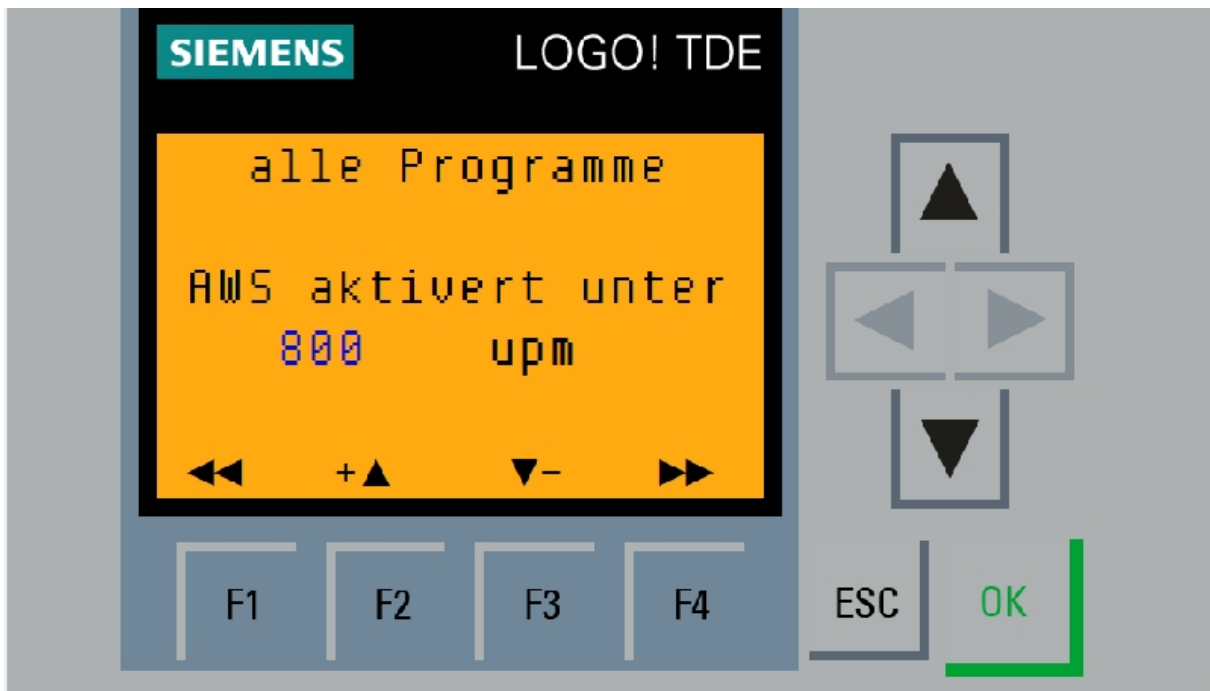 SIEMENS LOGO! TDE
alle Programme
AWS aktivert unter
800 upm
◀◀ +▲ ▼- ▶▶
F1 F2 F3 F4 ESC OK